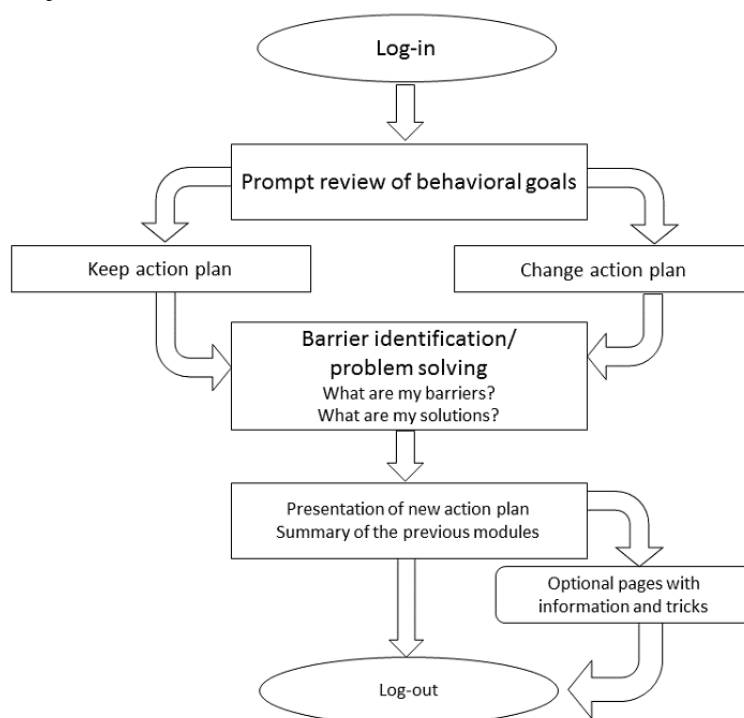 Log-in
Prompt review of behavioral goals
Keep action plan
Change action plan
Barrier identification/
problem solving
What are my barriers?
What are my solutions?
Presentation of new action plan
Summary of the previous modules
Optional pages with
information and tricks
Log-out